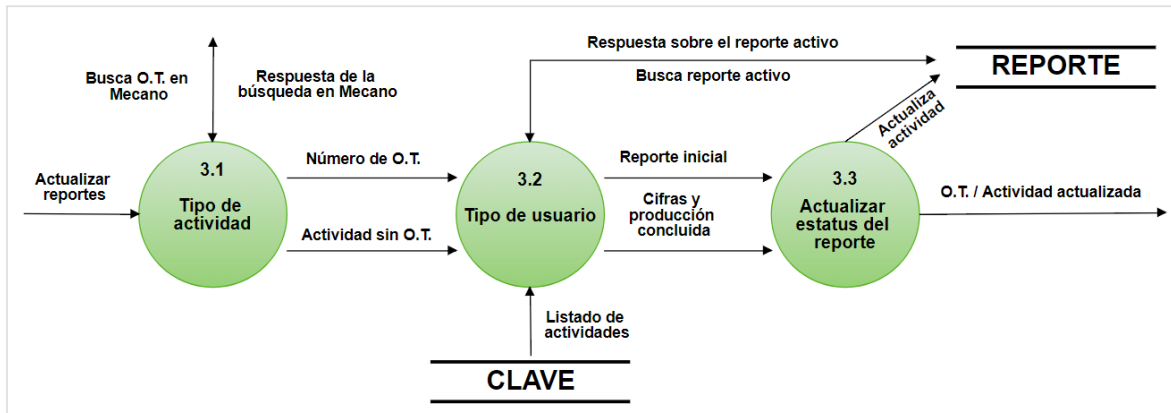 Respuesta sobre el reporte activo
Busca reporte activo
REPORTE
Busca O.T. en
Mecano
Respuesta de la
búsqueda en Mecano
Actualiza
actividad
Actualizar
reportes
3.1
Tipo de
actividad
Número de O.T.
Actividad sin O.T.
3.2
Tipo de usuario
Reporte inicial
Cifras y
producción
concluida
3.3
Actualizar
estatus del
reporte
O.T. / Actividad actualizada
Listado de
actividades
CLAVE